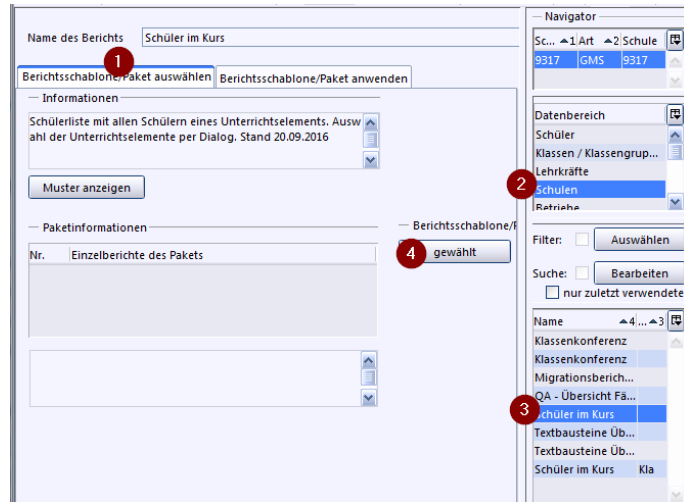 Name des Berichts Schüler im Kurs
1
Berichtsschablone/Paket auswählen Berichtsschablone/Paket anwenden
Informationen
Schülerliste mit allen Schülern eines Unterrichtselements. Ausw
ahl der Unterrichtselemente per Dialog. Stand 20.09.2016
Muster anzeigen
Paketinformationen
Nr. Einzelberichte des Pakets
Berichtsschablone/P
4 gewählt
Navigator
Sc... 1 Art 2 Schule
9317 GMS 9317
Datenbereich
Schüler
Klassen / Klassengrup...
Lehrkräfte
2
Schulen
Betriebe
Filter: Auswählen
Suche: Bearbeiten
nur zuletzt verwendete
Name 4 ... 3
Klassenkonferenz
Klassenkonferenz
Migrationsberich...
QA - Übersicht Fä...
3
Schüler im Kurs
Textbausteine Üb...
Textbausteine Üb...
Schüler im Kurs Kla